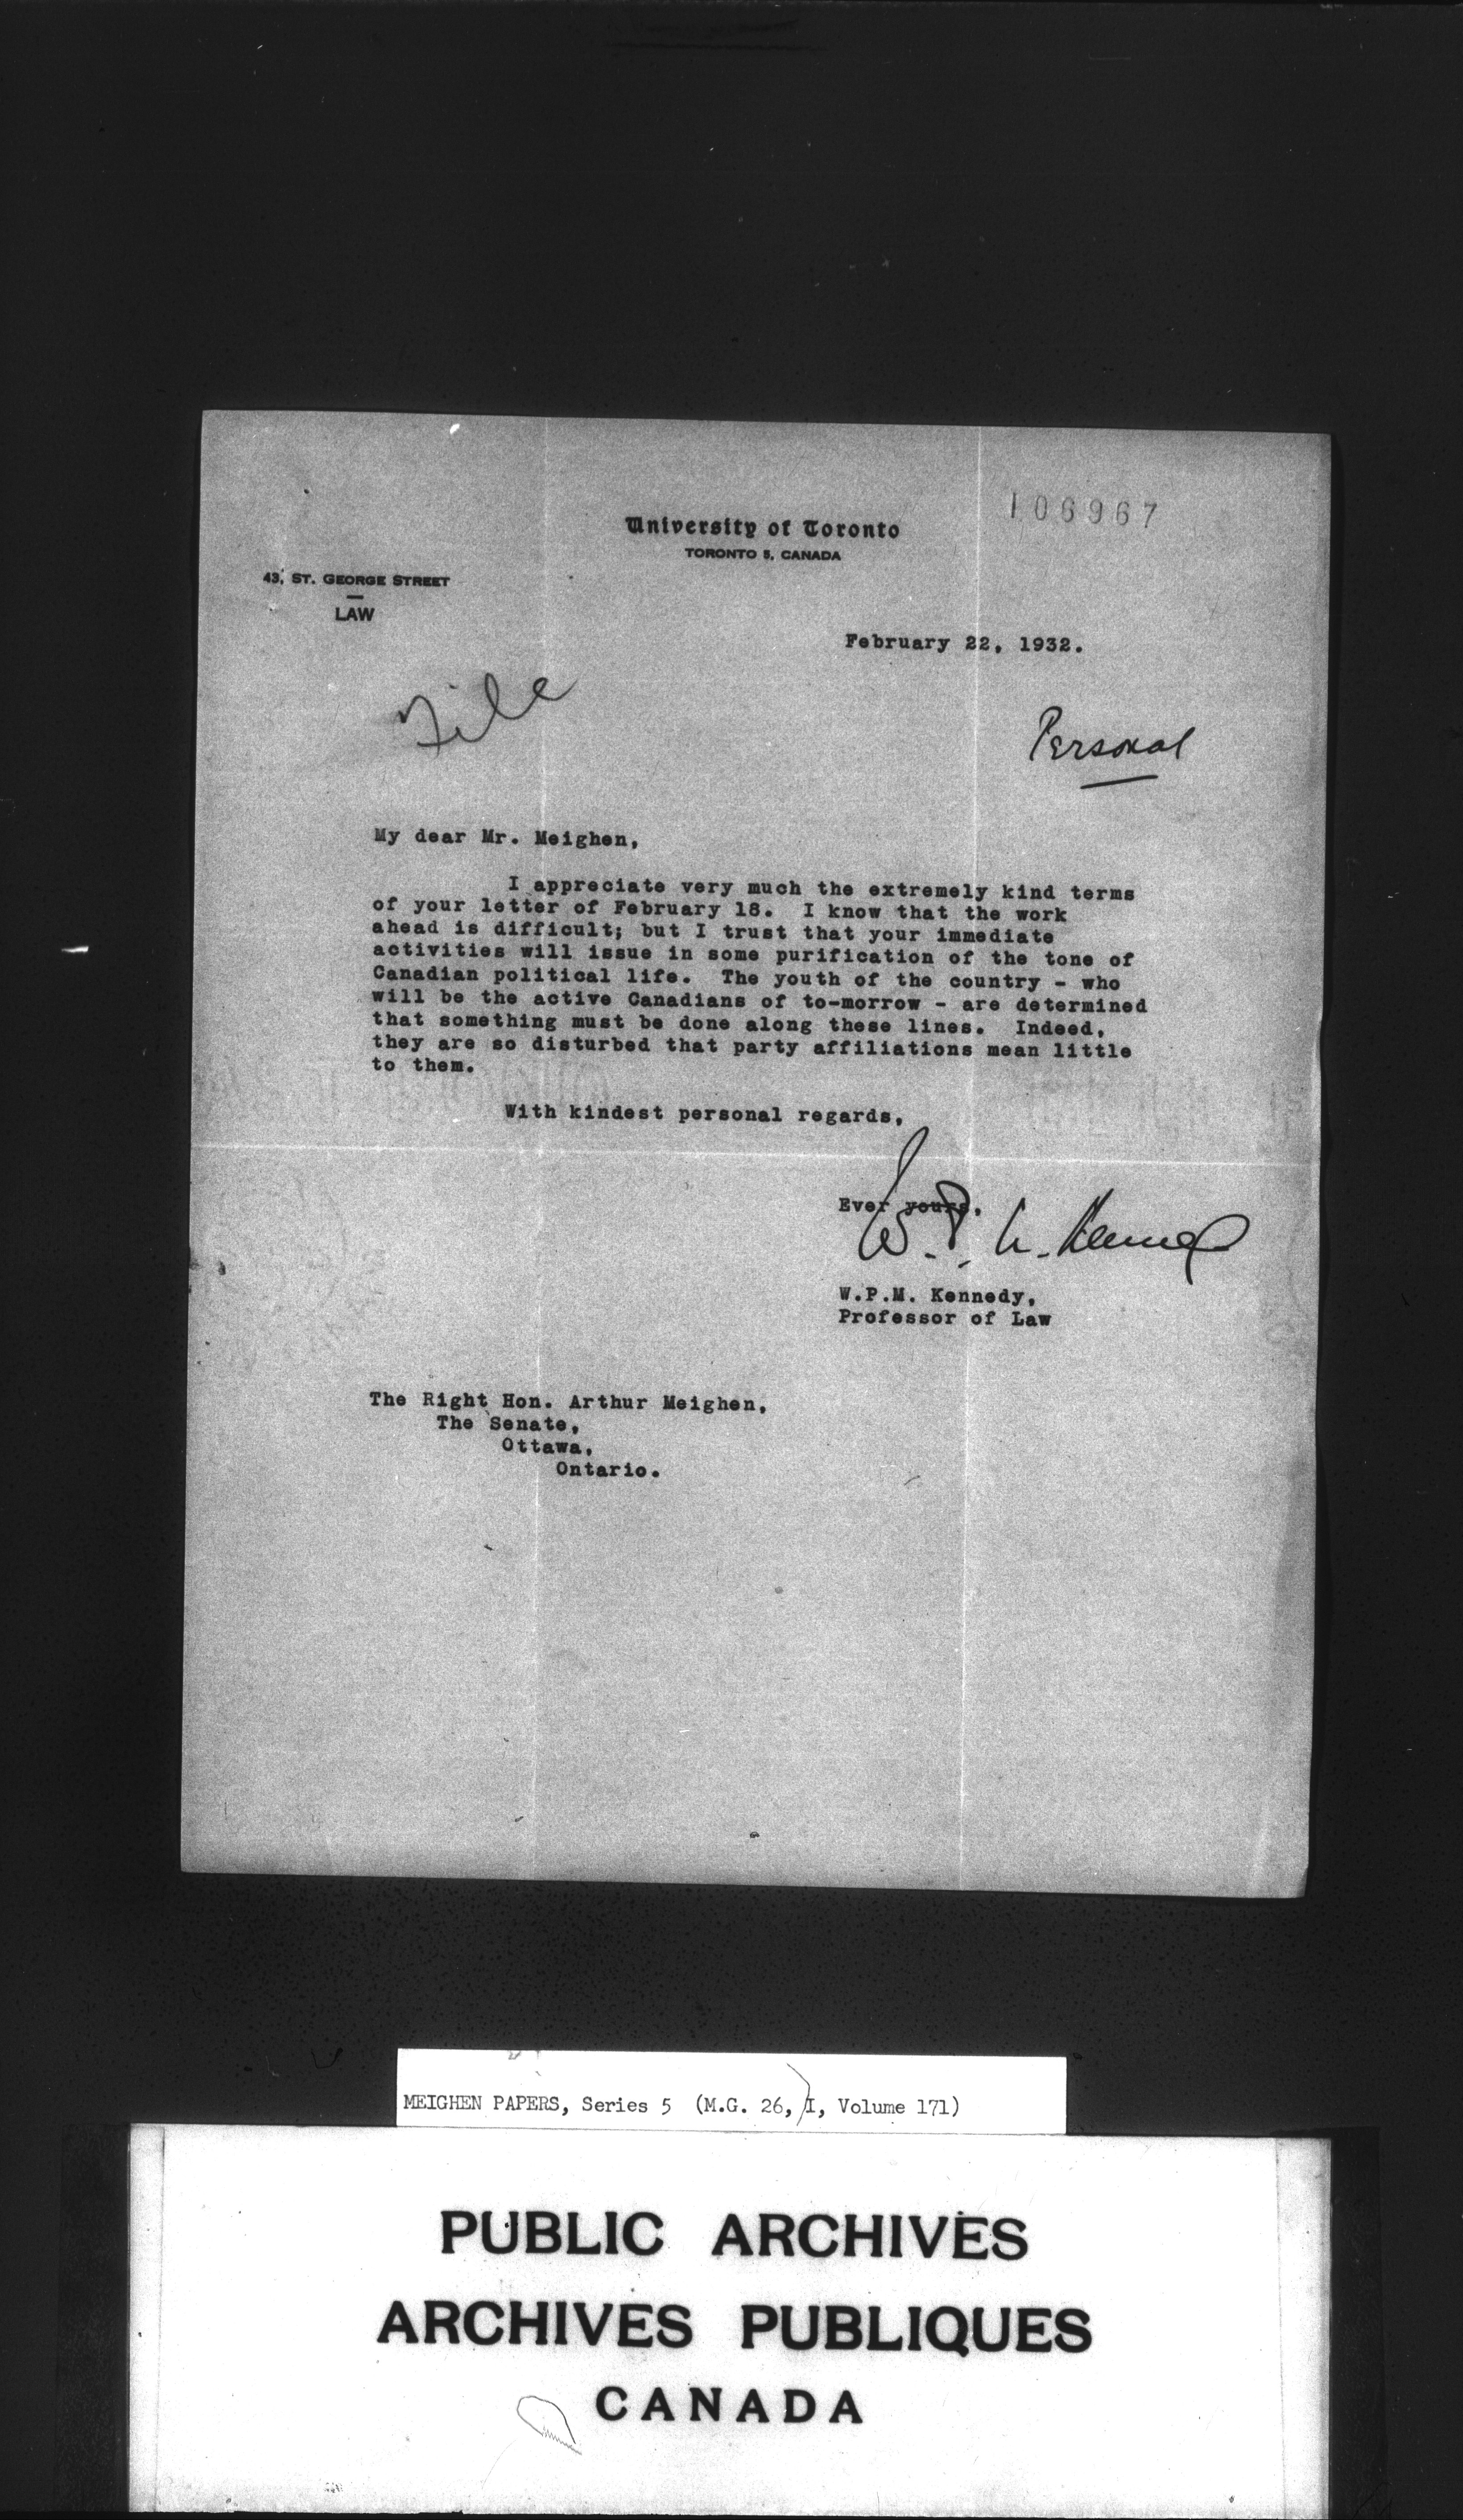 106967
University of Toronto
TORONTO 5, CANADA
43, ST. GEORGE STREET
LAW
February 22, 1932.
File
Personal
My dear Mr. Meighen,
I appreciate very much the extremely kind terms
of your letter of February 18. I know that the work
ahead is difficult; but I trust that your immediate
activities will issue in some purification of the tone of
Canadian political life. The youth of the country - who
will be the active Canadians of to-morrow - are determined
that something must be done along these lines. Indeed,
they are so disturbed that party affiliations mean little
to them.
With kindest personal regards,
Ever yours,
W. P. M. Kennedy
W.P.M. Kennedy,
Professor of Law
The Right Hon. Arthur Meighen,
The Senate,
Ottawa,
Ontario.
MEIGHEN PAPERS, Series 5 (M.G. 26, I, Volume 171)
PUBLIC ARCHIVES
ARCHIVES PUBLIQUES
CANADA